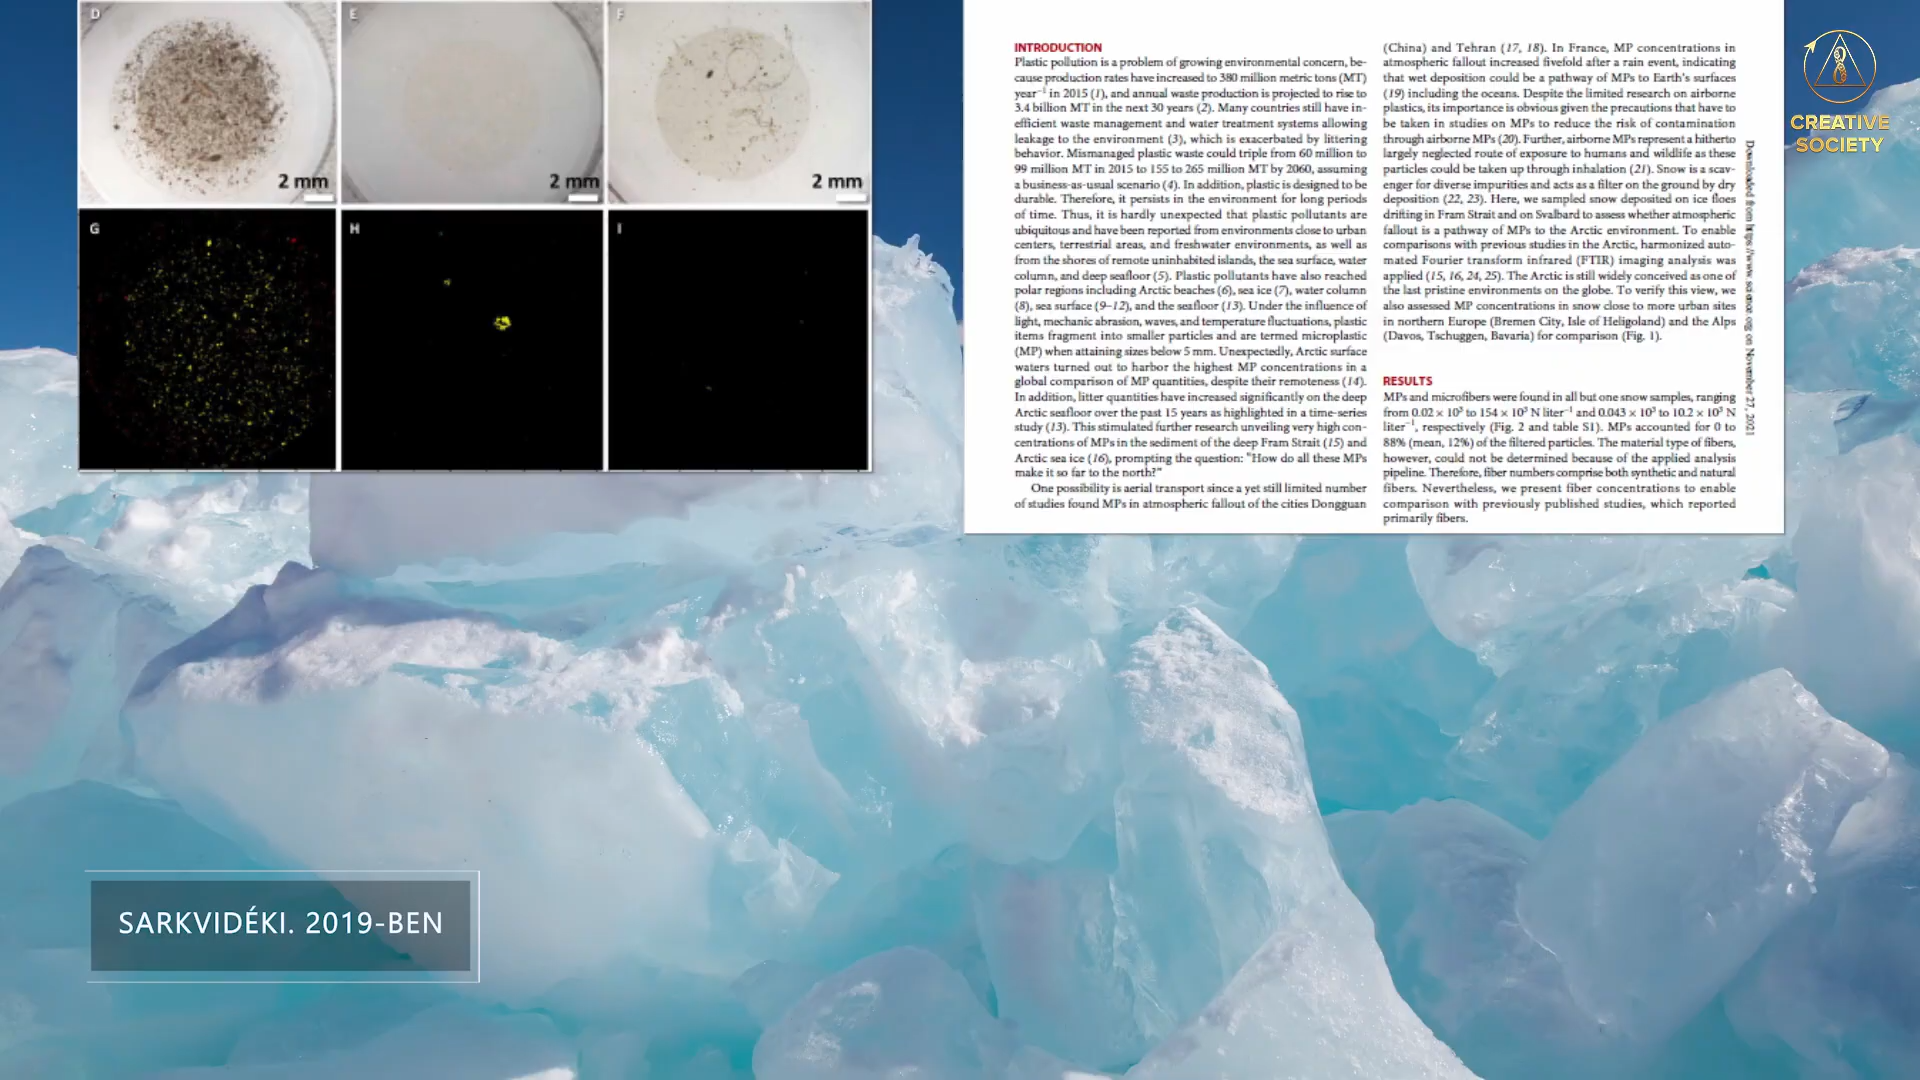 D
E
F
2 mm
2 mm
2 mm
G
H
I
INTRODUCTION
Plastic pollution is a problem of growing environmental concern, be-
cause production rates have increased to 380 million metric tons (MT)
year⁻¹ in 2015 (1), and annual waste production is projected to rise to
3.4 billion MT in the next 30 years (2). Many countries still have in-
efficient waste management and water treatment systems allowing
leakage to the environment (3), which is exacerbated by littering
behavior. Mismanaged plastic waste could triple from 60 million to
99 million MT in 2015 to 155 to 265 million MT by 2060, assuming
a business-as-usual scenario (4). In addition, plastic is designed to be
durable. Therefore, it persists in the environment for long periods
of time. Thus, it is hardly unexpected that plastic pollutants are
ubiquitous and have been reported from environments close to urban
centers, terrestrial areas, and freshwater environments, as well as
from the shores of remote uninhabited islands, the sea surface, water
column, and deep seafloor (5). Plastic pollutants have also reached
polar regions including Arctic beaches (6), sea ice (7), water column
(8), sea surface (9–12), and the seafloor (13). Under the influence of
light, mechanic abrasion, waves, and temperature fluctuations, plastic
items fragment into smaller particles and are termed microplastic
(MP) when attaining sizes below 5 mm. Unexpectedly, Arctic surface
waters turned out to harbor the highest MP concentrations in a
global comparison of MP quantities, despite their remoteness (14).
In addition, litter quantities have increased significantly on the deep
Arctic seafloor over the past 15 years as highlighted in a time-series
study (13). This stimulated further research unveiling very high con-
centrations of MPs in the sediment of the deep Fram Strait (15) and
Arctic sea ice (16), prompting the question: "How do all these MPs
make it so far to the north?"
One possibility is aerial transport since a yet still limited number
of studies found MPs in atmospheric fallout of the cities Dongguan
(China) and Tehran (17, 18). In France, MP concentrations in
atmospheric fallout increased fivefold after a rain event, indicating
that wet deposition could be a pathway of MPs to Earth's surfaces
(19) including the oceans. Despite the limited research on airborne
plastics, its importance is obvious given the precautions that have to
be taken in studies on MPs to reduce the risk of contamination
through airborne MPs (20). Further, airborne MPs represent a hitherto
largely neglected route of exposure to humans and wildlife as these
particles could be taken up through inhalation (21). Snow is a scav-
enger for diverse impurities and acts as a filter on the ground by dry
deposition (22, 23). Here, we sampled snow deposited on ice floes
drifting in Fram Strait and on Svalbard to assess whether atmospheric
fallout is a pathway of MPs to the Arctic environment. To enable
comparisons with previous studies in the Arctic, harmonized auto-
mated Fourier transform infrared (FTIR) imaging analysis was
applied (15, 16, 24, 25). The Arctic is still widely conceived as one of
the last pristine environments on the globe. To verify this view, we
also assessed MP concentrations in snow close to more urban sites
in northern Europe (Bremen City, Isle of Heligoland) and the Alps
(Davos, Tschuggen, Bavaria) for comparison (Fig. 1).
RESULTS
MPs and microfibers were found in all but one snow samples, ranging
from 0.02 × 10³ to 154 × 10³ N liter⁻¹ and 0.043 × 10³ to 10.2 × 10³ N
liter⁻¹, respectively (Fig. 2 and table S1). MPs accounted for 0 to
88% (mean, 12%) of the filtered particles. The material type of fibers,
however, could not be determined because of the applied analysis
pipeline. Therefore, fiber numbers comprise both synthetic and natural
fibers. Nevertheless, we present fiber concentrations to enable
comparison with previously published studies, which reported
primarily fibers.
Downloaded from https://www.science.org on November 27, 2021
CREATIVE
SOCIETY
SARKVIDÉKI. 2019-BEN